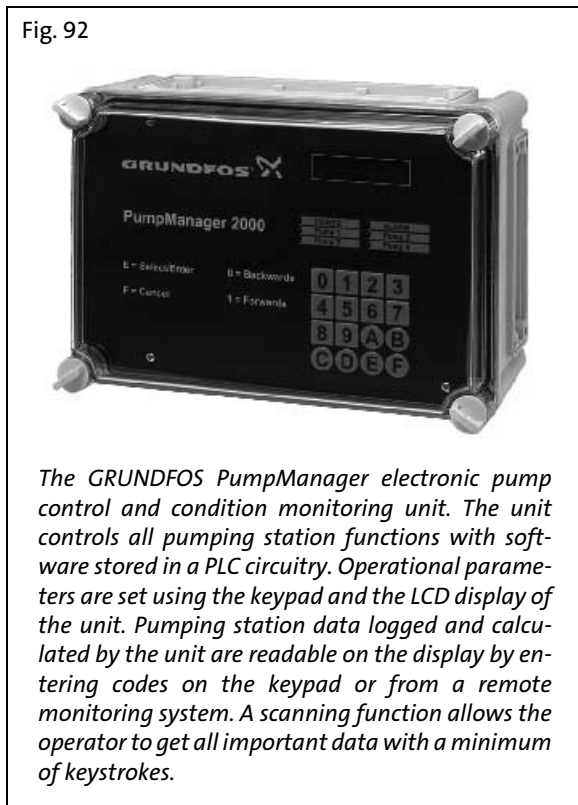 Fig. 92
GRUNDFOS
PumpManager 2000
E = Select/Enter
0 = Backwards
F = Cancel
1 = Forwards
0 1 2 3
4 5 6 7
8 9 A B
C D E F
The GRUNDFOS PumpManager electronic pump
control and condition monitoring unit. The unit
controls all pumping station functions with soft-
ware stored in a PLC circuitry. Operational parame-
ters are set using the keypad and the LCD display of
the unit. Pumping station data logged and calcu-
lated by the unit are readable on the display by en-
tering codes on the keypad or from a remote
monitoring system. A scanning function allows the
operator to get all important data with a minimum
of keystrokes.